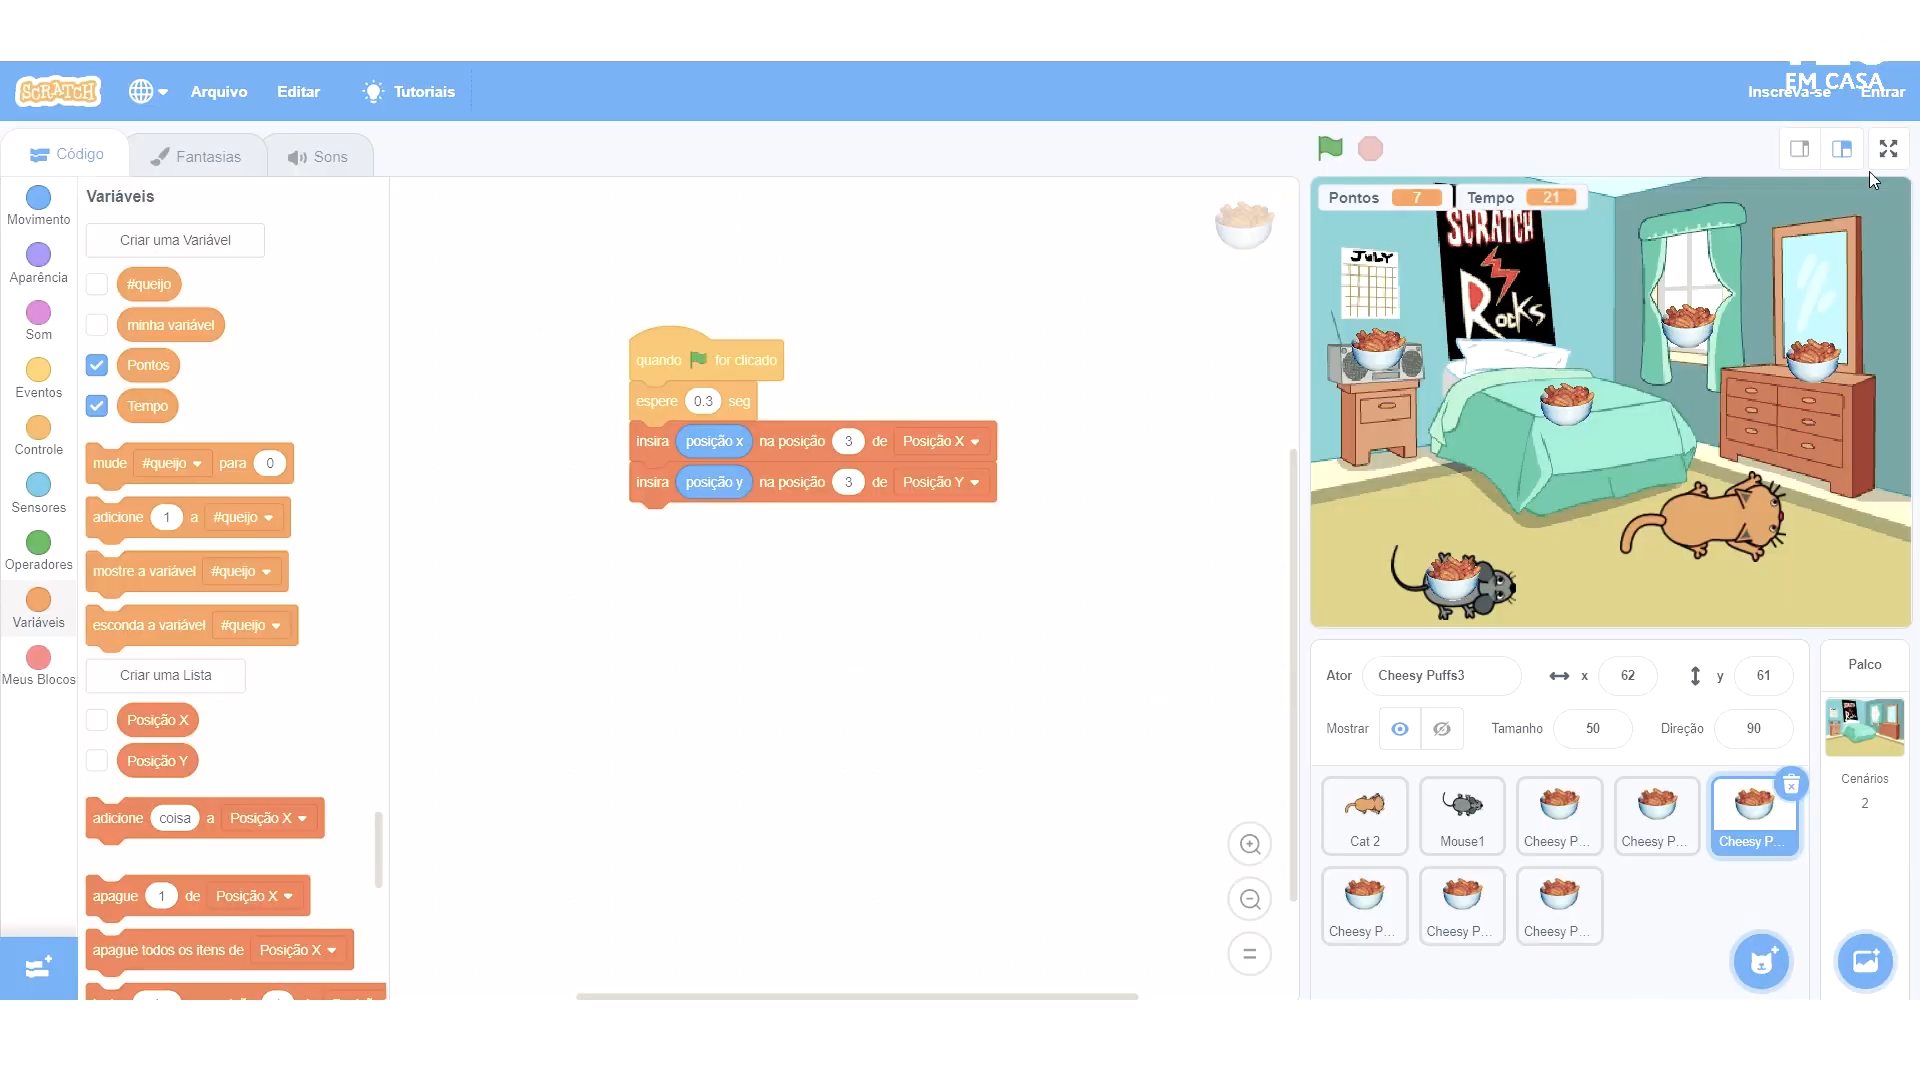 SCRATCH
Arquivo
Editar
Tutoriais
EM CASA
Inscreva-se
Entrar
Código
Fantasias
Sons
Movimento
Aparência
Som
Eventos
Controle
Sensores
Operadores
Variáveis
Meus Blocos
Variáveis
Criar uma Variável
#queijo
minha variável
Pontos
Tempo
mude #queijo para 0
adicione 1 a #queijo
mostre a variável #queijo
esconda a variável #queijo
Criar uma Lista
Posição X
Posição Y
adicione coisa a Posição X
apague 1 de Posição X
apague todos os itens de Posição X
quando for clicado
espere 0.3 seg
insira posição x na posição 3 de Posição X
insira posição y na posição 3 de Posição Y
Pontos 7
Tempo 21
JULY
SCRATCH
ROCKS
Ator Cheesy Puffs3 x 62 y 61
Mostrar Tamanho 50 Direção 90
Cat 2
Mouse1
Cheesy P...
Cheesy P...
Cheesy P...
Cheesy P...
Cheesy P...
Cheesy P...
Palco
Cenários
2